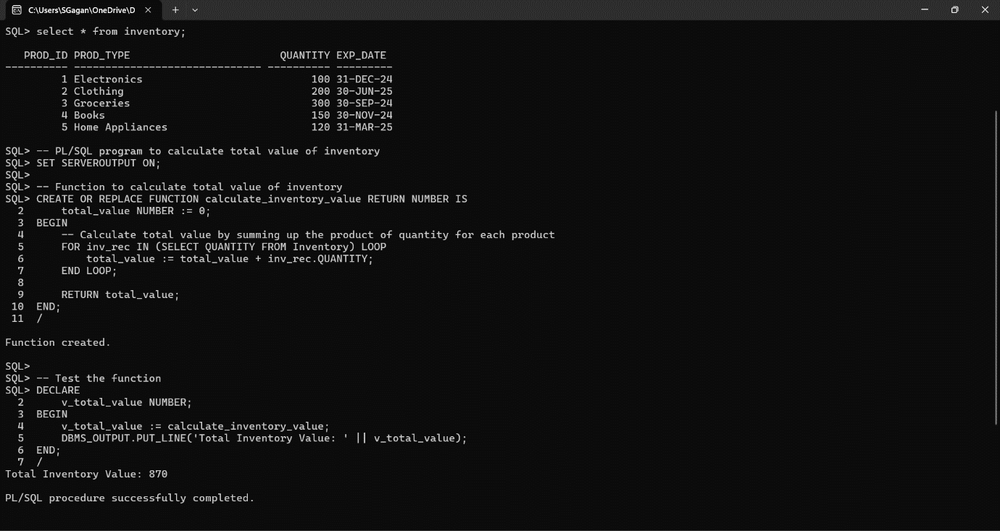 C:\Users\SGagan\OneDrive\D
SQL> select * from inventory;
   PROD_ID PROD_TYPE                        QUANTITY EXP_DATE
---------- ------------------------------ ---------- ---------
         1 Electronics                           100 31-DEC-24
         2 Clothing                              200 30-JUN-25
         3 Groceries                             300 30-SEP-24
         4 Books                                 150 30-NOV-24
         5 Home Appliances                       120 31-MAR-25
SQL> -- PL/SQL program to calculate total value of inventory
SQL> SET SERVEROUTPUT ON;
SQL>
SQL> -- Function to calculate total value of inventory
SQL> CREATE OR REPLACE FUNCTION calculate_inventory_value RETURN NUMBER IS
  2      total_value NUMBER := 0;
  3  BEGIN
  4      -- Calculate total value by summing up the product of quantity for each product
  5      FOR inv_rec IN (SELECT QUANTITY FROM Inventory) LOOP
  6          total_value := total_value + inv_rec.QUANTITY;
  7      END LOOP;
  8
  9      RETURN total_value;
 10  END;
 11  /
Function created.
SQL>
SQL> -- Test the function
SQL> DECLARE
  2      v_total_value NUMBER;
  3  BEGIN
  4      v_total_value := calculate_inventory_value;
  5      DBMS_OUTPUT.PUT_LINE('Total Inventory Value: ' || v_total_value);
  6  END;
  7  /
Total Inventory Value: 870
PL/SQL procedure successfully completed.